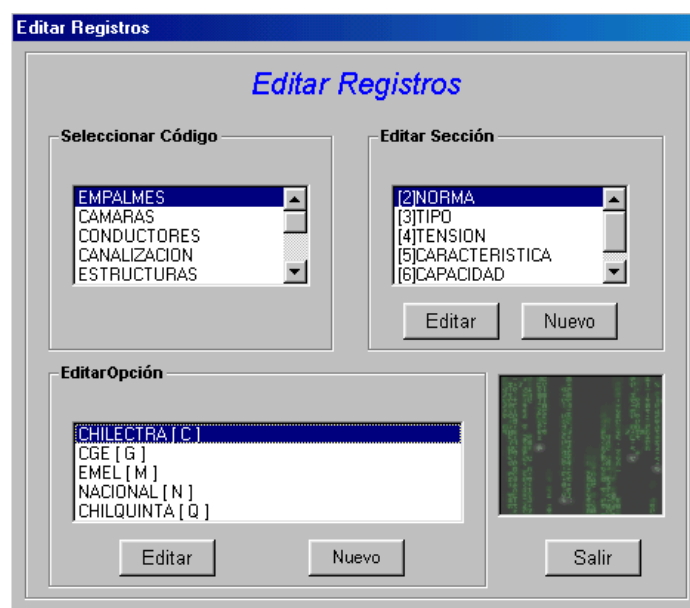 Editar Registros
Editar Registros
Seleccionar Código
EMPALMES
CAMARAS
CONDUCTORES
CANALIZACION
ESTRUCTURAS
Editar Sección
[2]NORMA
[3]TIPO
[4]TENSION
[5]CARACTERISTICA
[6]CAPACIDAD
Editar Nuevo
EditarOpción
CHILECTRA [ C ]
CGE [ G ]
EMEL [ M ]
NACIONAL [ N ]
CHILQUINTA [ Q ]
Editar Nuevo
Salir